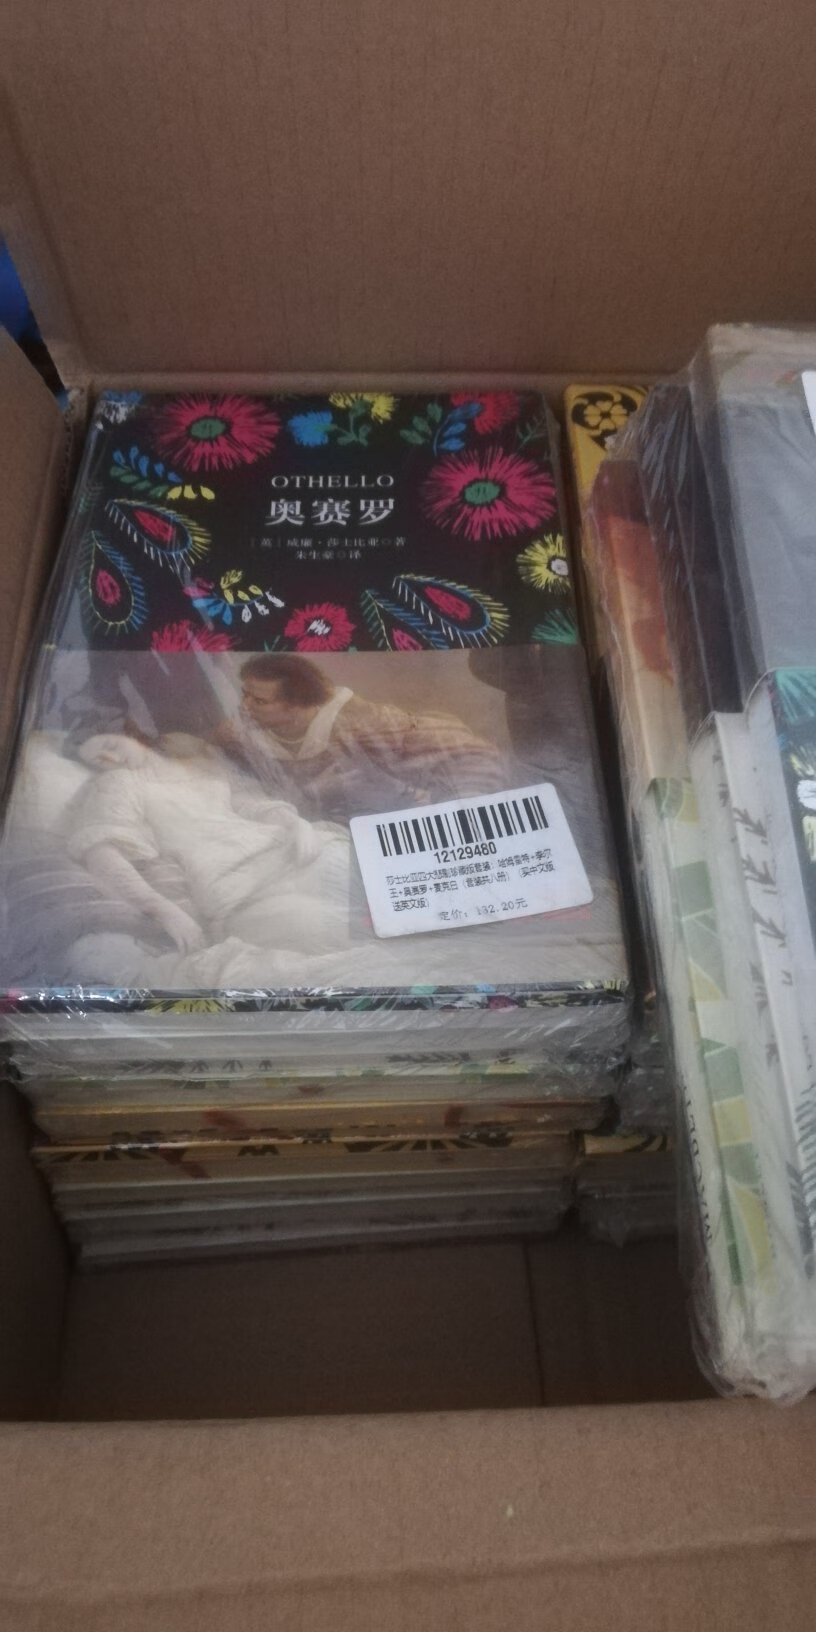 OTHELLO
奥赛罗
［英］威廉·莎士比亚◎著
朱生豪◎译
12129480
莎士比亚四大悲剧珍藏版套装：哈姆雷特+李尔
王+奥赛罗+麦克白（套装共八册）（买中文版
送英文版）
定价：132.20元